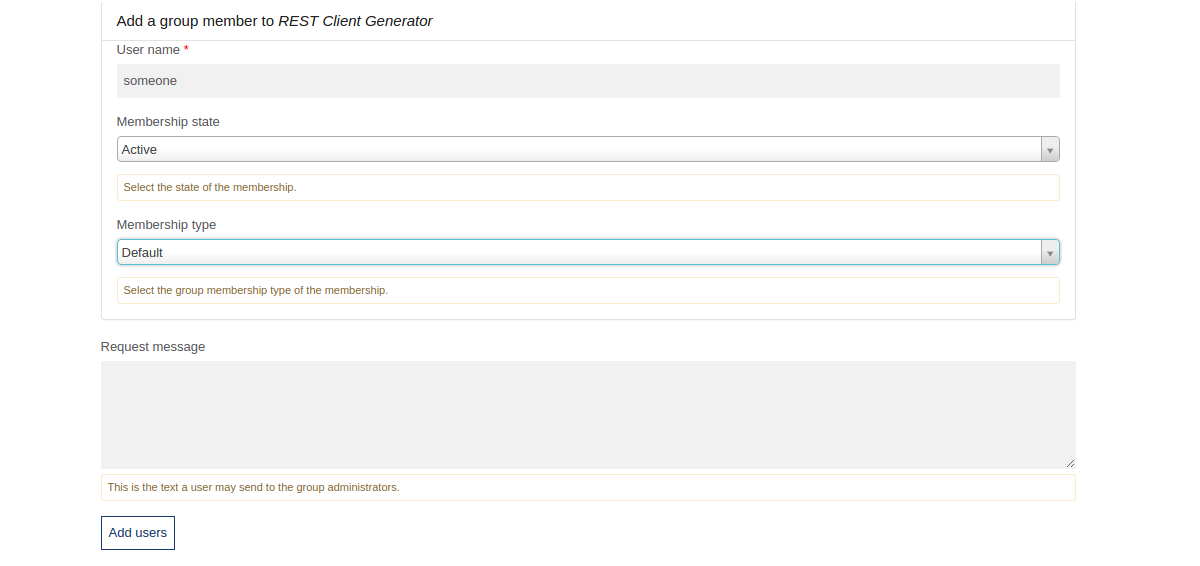 Add a group member to REST Client Generator
User name *
someone
Membership state
Active
Select the state of the membership.
Membership type
Default
Select the group membership type of the membership.
Request message
This is the text a user may send to the group administrators.
Add users